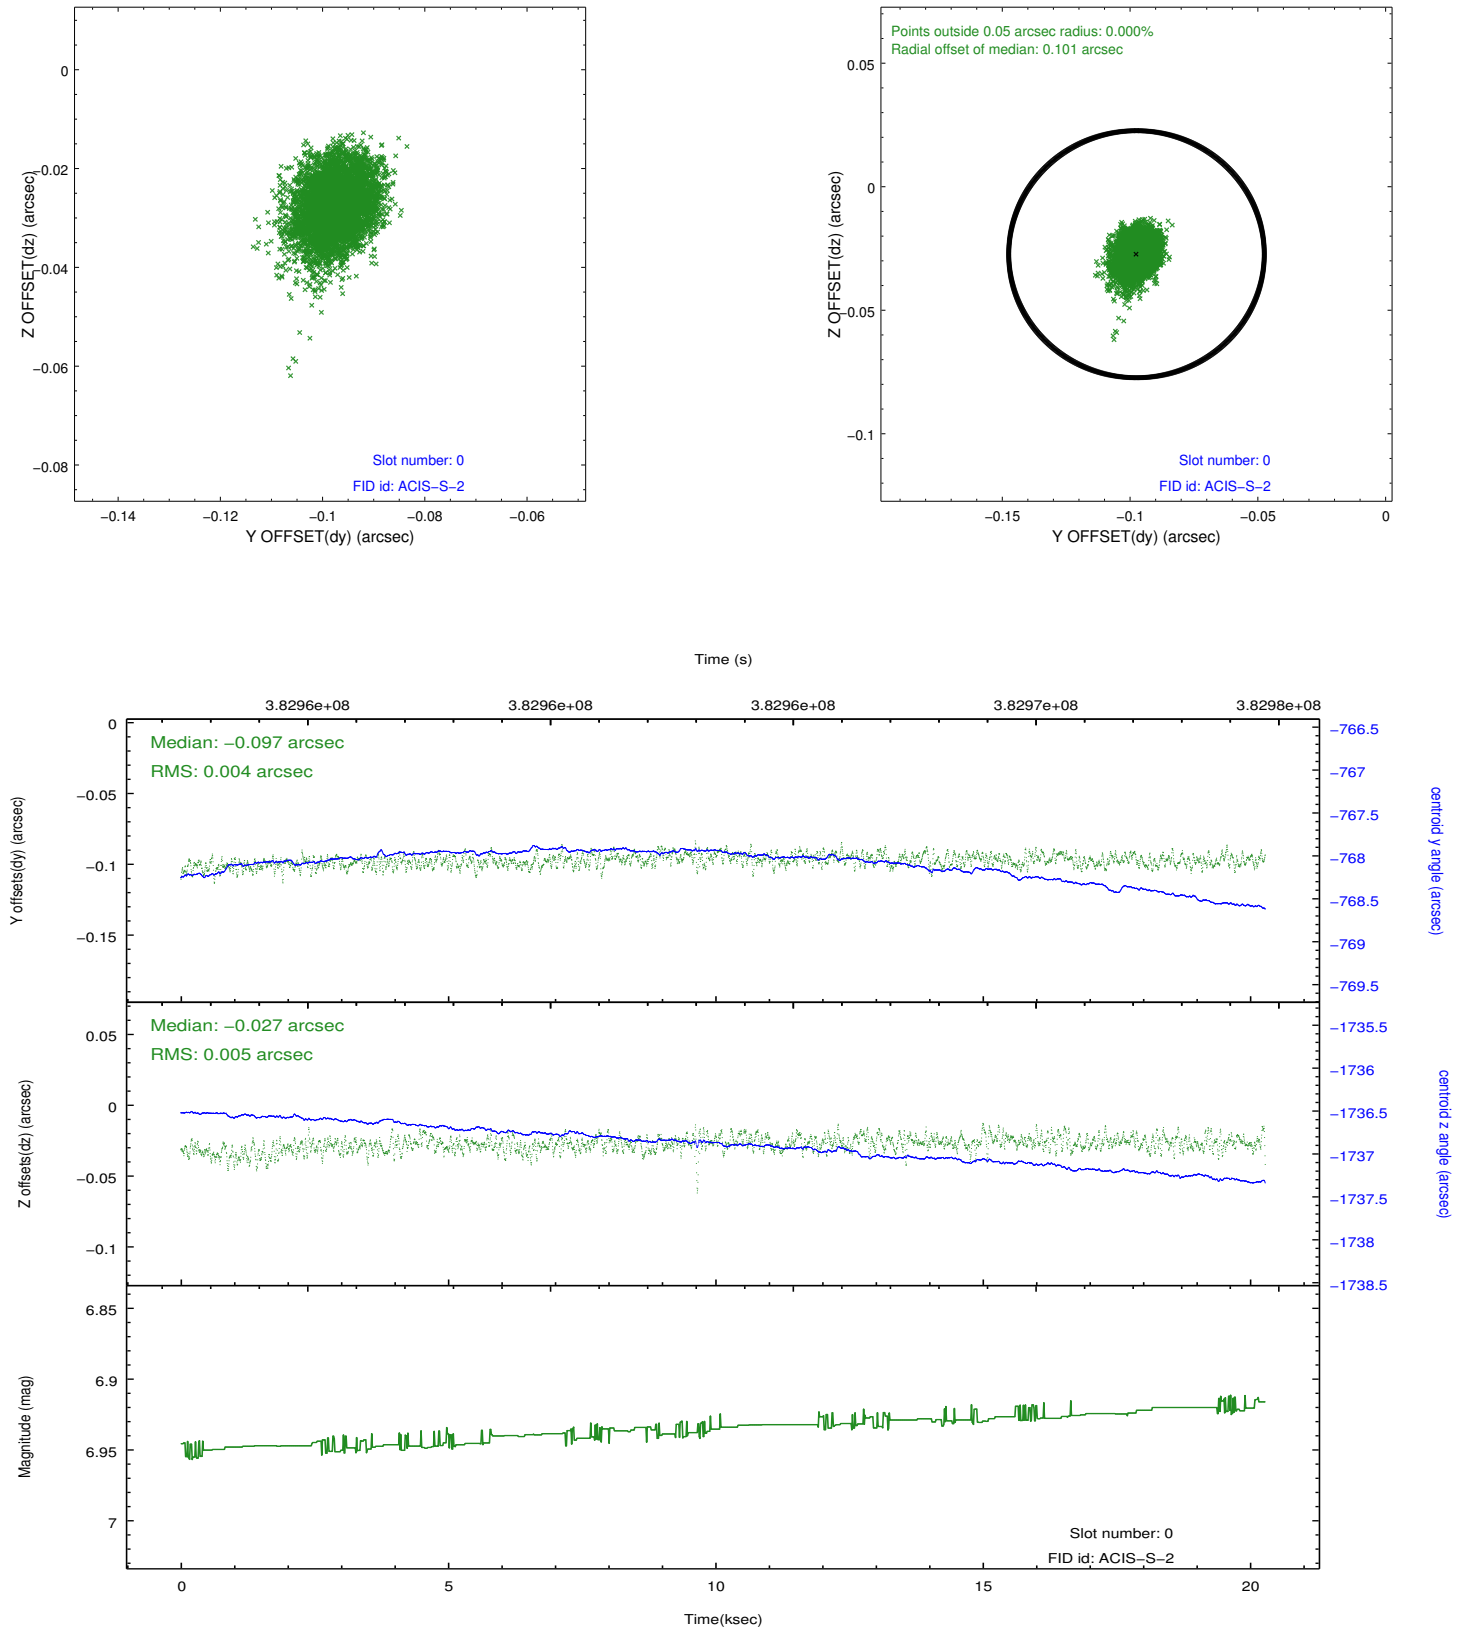 0
−0.02
−0.04
−0.06
−0.08
Z OFFSET(dz) (arcsec)
Slot number: 0
FID id: ACIS−S−2
−0.14
−0.12
−0.1
−0.08
−0.06
Y OFFSET(dy) (arcsec)
Points outside 0.05 arcsec radius: 0.000%
Radial offset of median: 0.101 arcsec
0.05
0
−0.05
−0.1
Z OFFSET(dz) (arcsec)
Slot number: 0
FID id: ACIS−S−2
−0.15
−0.1
−0.05
0
Y OFFSET(dy) (arcsec)
Time (s)
3.8296e+08
3.8296e+08
3.8296e+08
3.8297e+08
3.8298e+08
Median: −0.097 arcsec
RMS: 0.004 arcsec
0
−0.05
−0.1
−0.15
Y offsets(dy) (arcsec)
−766.5
−767
−767.5
−768
−768.5
−769
−769.5
centroid y angle (arcsec)
Median: −0.027 arcsec
RMS: 0.005 arcsec
0.05
0
−0.05
−0.1
Z offsets(dz) (arcsec)
−1735.5
−1736
−1736.5
−1737
−1737.5
−1738
−1738.5
centroid z angle (arcsec)
6.85
6.9
6.95
7
Magnitude (mag)
Slot number: 0
FID id: ACIS−S−2
0
5
10
15
20
Time(ksec)